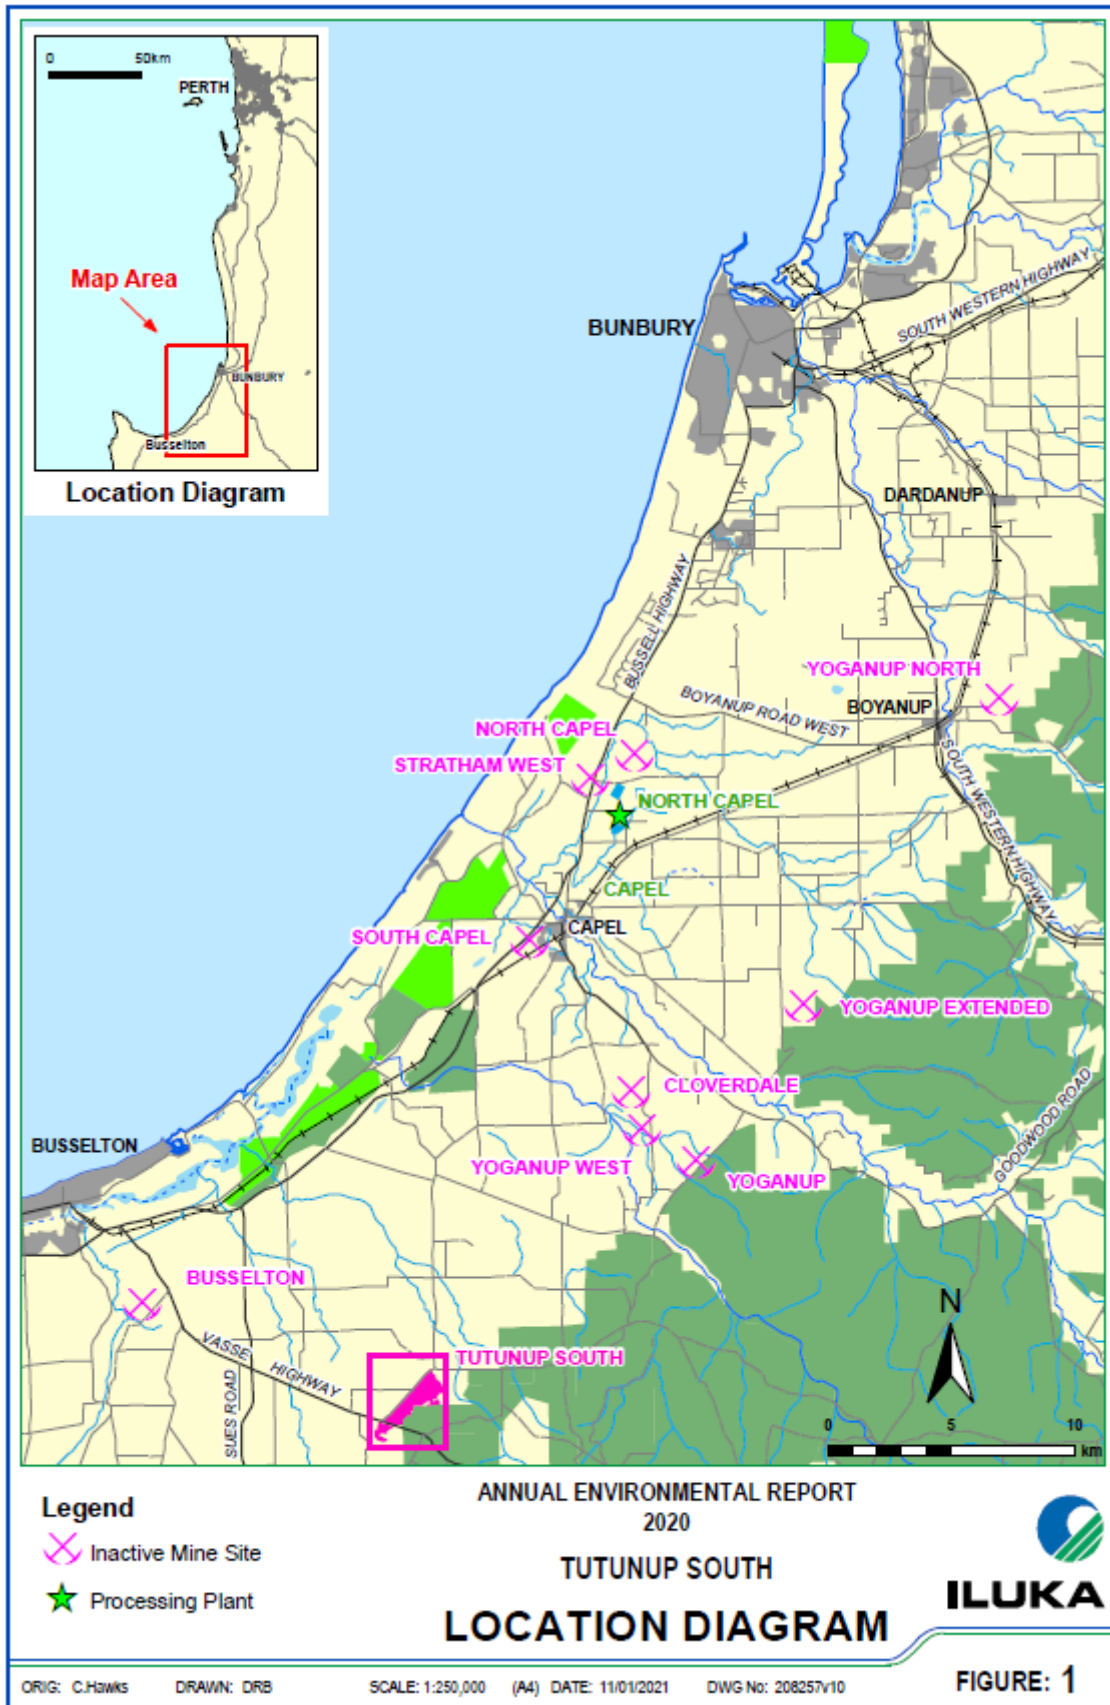 0 50km
PERTH
Map Area
BUNBURY
Busselton
Location Diagram
BUNBURY
SOUTH WESTERN HIGHWAY
DARDANUP
BUSSELL HIGHWAY
YOGANUP NORTH
BOYANUP ROAD WEST
BOYANUP
NORTH CAPEL
STRATHAM WEST
NORTH CAPEL
SOUTH WESTERN HIGHWAY
CAPEL
SOUTH CAPEL
CAPEL
YOGANUP EXTENDED
CLOVERDALE
GOODWOOD ROAD
BUSSELTON
YOGANUP WEST
YOGANUP
BUSSELTON
VASSE HIGHWAY
TUTUNUP SOUTH
SUES ROAD
N
0 5 10
km
Legend
Inactive Mine Site
Processing Plant
ANNUAL ENVIRONMENTAL REPORT
2020
TUTUNUP SOUTH
LOCATION DIAGRAM
ILUKA
ORIG: C.Hawks DRAWN: DRB SCALE: 1:250,000 (A4) DATE: 11/01/2021 DWG No: 208257v10
FIGURE: 1